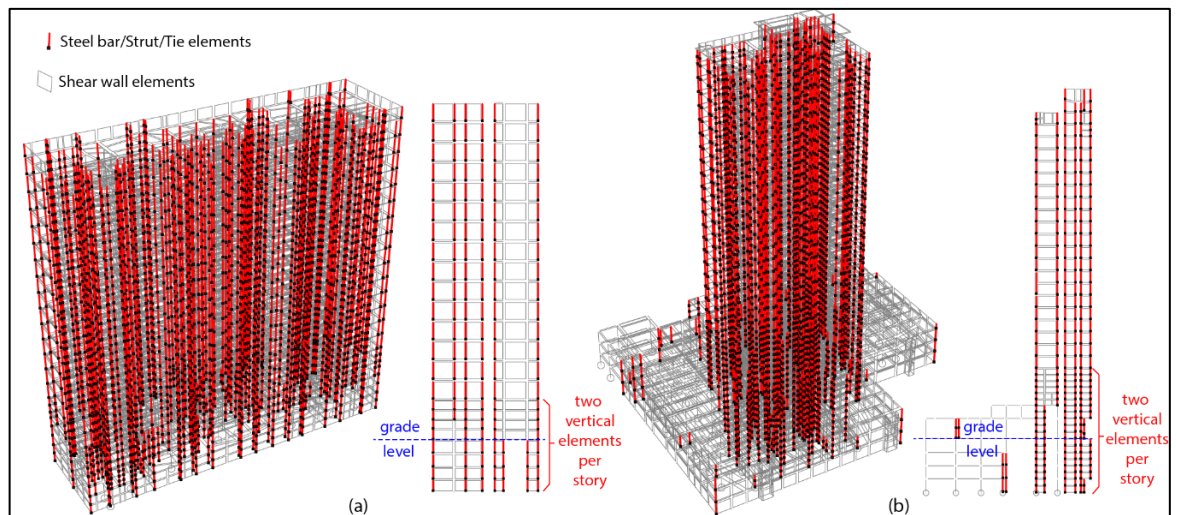 Steel bar/Strut/Tie elements
Shear wall elements
grade
level
two
vertical
elements
per
story
(a)
grade
level
two
vertical
elements
per
story
(b)